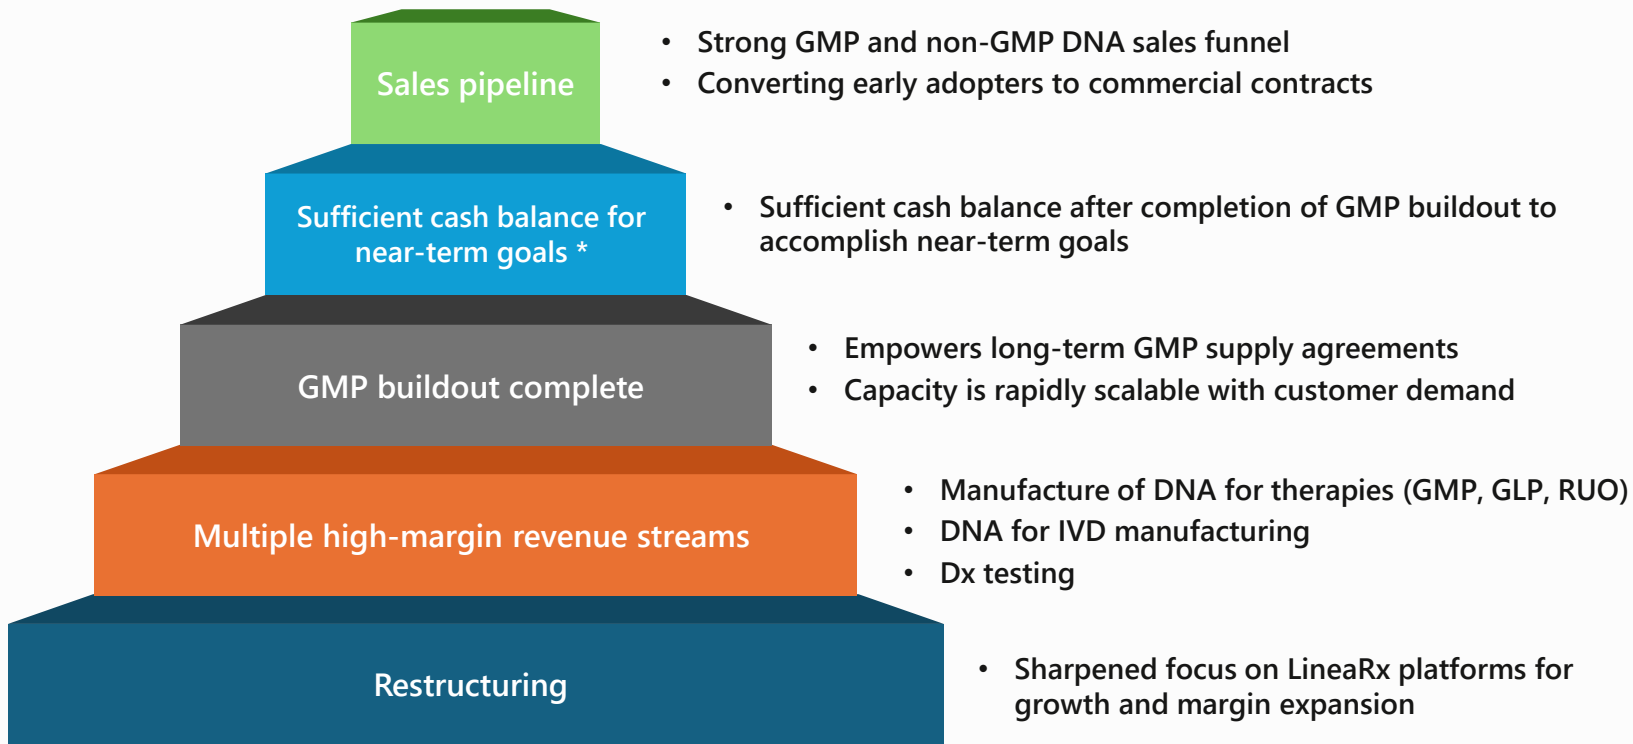 Sales pipeline
• Strong GMP and non-GMP DNA sales funnel
• Converting early adopters to commercial contracts
Sufficient cash balance for
near-term goals *
• Sufficient cash balance after completion of GMP buildout to
accomplish near-term goals
GMP buildout complete
• Empowers long-term GMP supply agreements
• Capacity is rapidly scalable with customer demand
Multiple high-margin revenue streams
• Manufacture of DNA for therapies (GMP, GLP, RUO)
• DNA for IVD manufacturing
• Dx testing
Restructuring
• Sharpened focus on LineaRx platforms for
growth and margin expansion